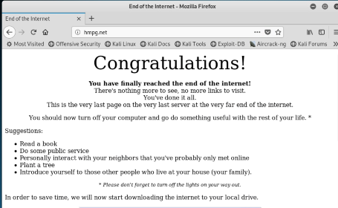 End of the Internet - Mozilla Firefox
End of the Internet
hmpg.net
Most Visited Offensive Security Kali Linux Kali Docs Kali Tools Exploit-DB Aircrack-ng Kali Forums
Congratulations!
You have finally reached the end of the internet!
There's nothing more to see, no more links to visit.
You've done it all.
This is the very last page on the very last server at the very far end of the internet.
You should now turn off your computer and go do something useful with the rest of your life. *
Suggestions:
Read a book
Do some public service
Personally interact with your neighbors that you've probably only met online
Plant a tree
Introduce yourself to those other people who live at your house (your family).
* Please don't forget to turn off the lights on your way out.
In order to save time, we will now start downloading the internet to your local drive.